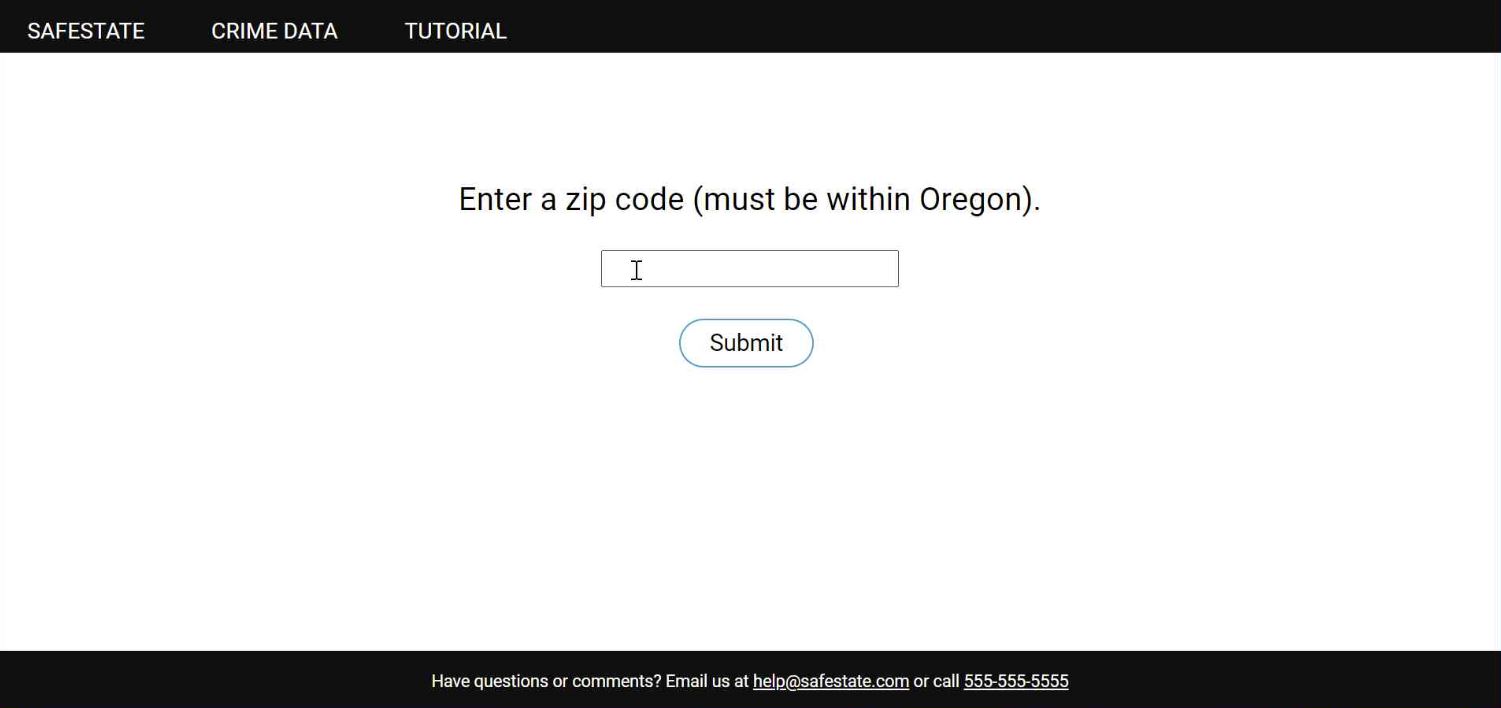 SAFESTATE CRIME DATA TUTORIAL
Enter a zip code (must be within Oregon).
Submit
Have questions or comments? Email us at help@safestate.com or call 555-555-5555